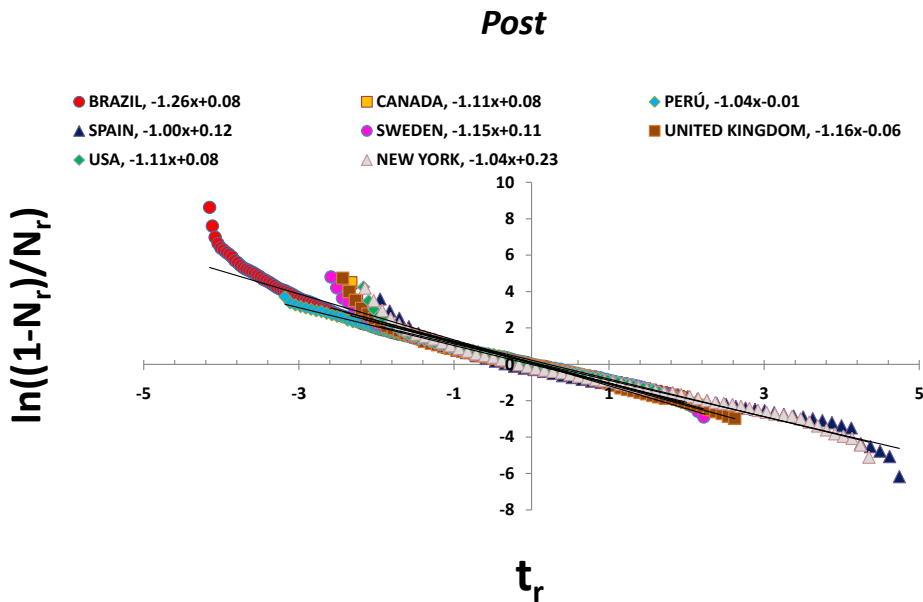 Post
BRAZIL, -1.26x+0.08 CANADA, -1.11x+0.08 PERÚ, -1.04x-0.01
SPAIN, -1.00x+0.12 SWEDEN, -1.15x+0.11 UNITED KINGDOM, -1.16x-0.06
USA, -1.11x+0.08 NEW YORK, -1.04x+0.23
ln((1-Nr)/Nr)
10
8
6
4
2
0
-2
-4
-6
-8
-5 -3 -1 1 3 5
tr